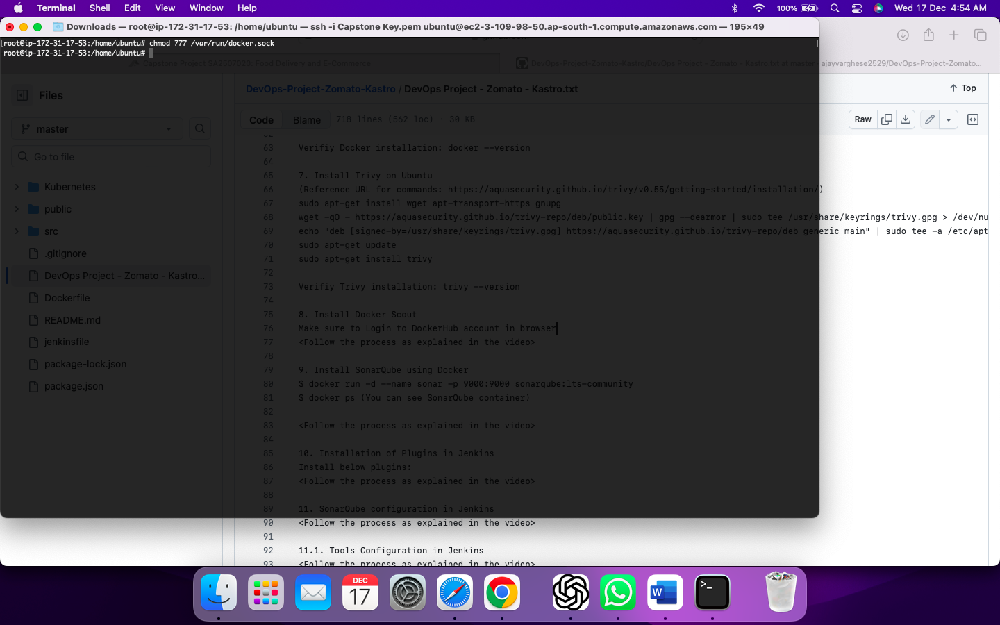 Terminal Shell Edit View Window Help 100% Wed 17 Dec 4:54 AM
Downloads — root@ip-172-31-17-53: /home/ubuntu — ssh -i Capstone Key.pem ubuntu@ec2-3-109-98-50.ap-south-1.compute.amazonaws.com — 195×49
[root@ip-172-31-17-53:/home/ubuntu# chmod 777 /var/run/docker.sock ]
root@ip-172-31-17-53:/home/ubuntu#
Capstone Project SA2507020: Food Delivery and E-Commerce
DevOps-Project-Zomato-Kastro/DevOps Project - Zomato - Kastro.txt at master · ajayvarghese2529/DevOps-Project-Zomato...
Files
master
Go to file
Kubernetes
public
src
.gitignore
DevOps Project - Zomato - Kastro...
Dockerfile
README.md
jenkinsfile
package-lock.json
package.json
DevOps-Project-Zomato-Kastro / DevOps Project - Zomato - Kastro.txt
Top
Code Blame 718 lines (562 loc) · 30 KB
Raw
63 Verifiy Docker installation: docker --version
64
65 7. Install Trivy on Ubuntu
66 (Reference URL for commands: https://aquasecurity.github.io/trivy/v0.55/getting-started/installation/)
67 sudo apt-get install wget apt-transport-https gnupg
68 wget -qO - https://aquasecurity.github.io/trivy-repo/deb/public.key | gpg --dearmor | sudo tee /usr/share/keyrings/trivy.gpg > /dev/nu
69 echo "deb [signed-by=/usr/share/keyrings/trivy.gpg] https://aquasecurity.github.io/trivy-repo/deb generic main" | sudo tee -a /etc/apt
70 sudo apt-get update
71 sudo apt-get install trivy
72
73 Verifiy Trivy installation: trivy --version
74
75 8. Install Docker Scout
76 Make sure to Login to DockerHub account in browser
77 <Follow the process as explained in the video>
78
79 9. Install SonarQube using Docker
80 $ docker run -d --name sonar -p 9000:9000 sonarqube:lts-community
81 $ docker ps (You can see SonarQube container)
82
83 <Follow the process as explained in the video>
84
85 10. Installation of Plugins in Jenkins
86 Install below plugins:
87 <Follow the process as explained in the video>
88
89 11. SonarQube configuration in Jenkins
90 <Follow the process as explained in the video>
91
92 11.1. Tools Configuration in Jenkins
93 <Follow the process as explained in the video>
DEC
17
W
>_